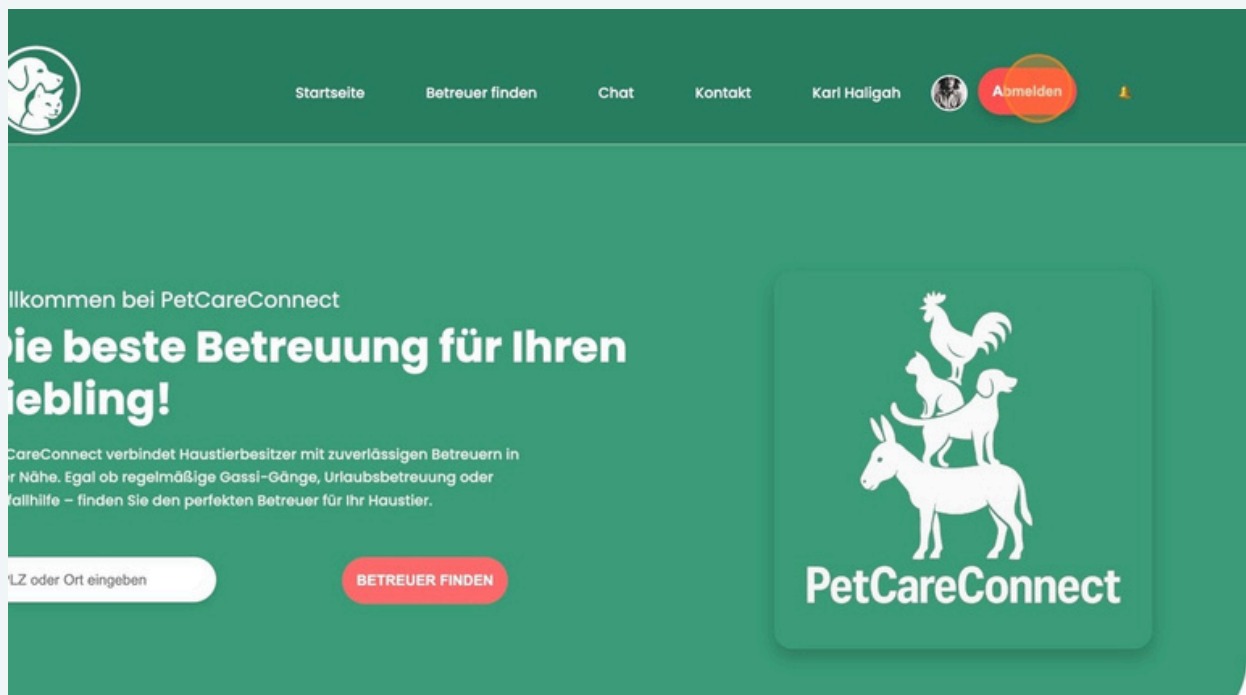 Startseite Betreuer finden Chat Kontakt Karl Haligah Abmelden
llkommen bei PetCareConnect
ie beste Betreuung für Ihren
iebling!
CareConnect verbindet Haustierbesitzer mit zuverlässigen Betreuern in
r Nähe. Egal ob regelmäßige Gassi-Gänge, Urlaubsbetreuung oder
fallhilfe – finden Sie den perfekten Betreuer für Ihr Haustier.
LZ oder Ort eingeben
BETREUER FINDEN
PetCareConnect